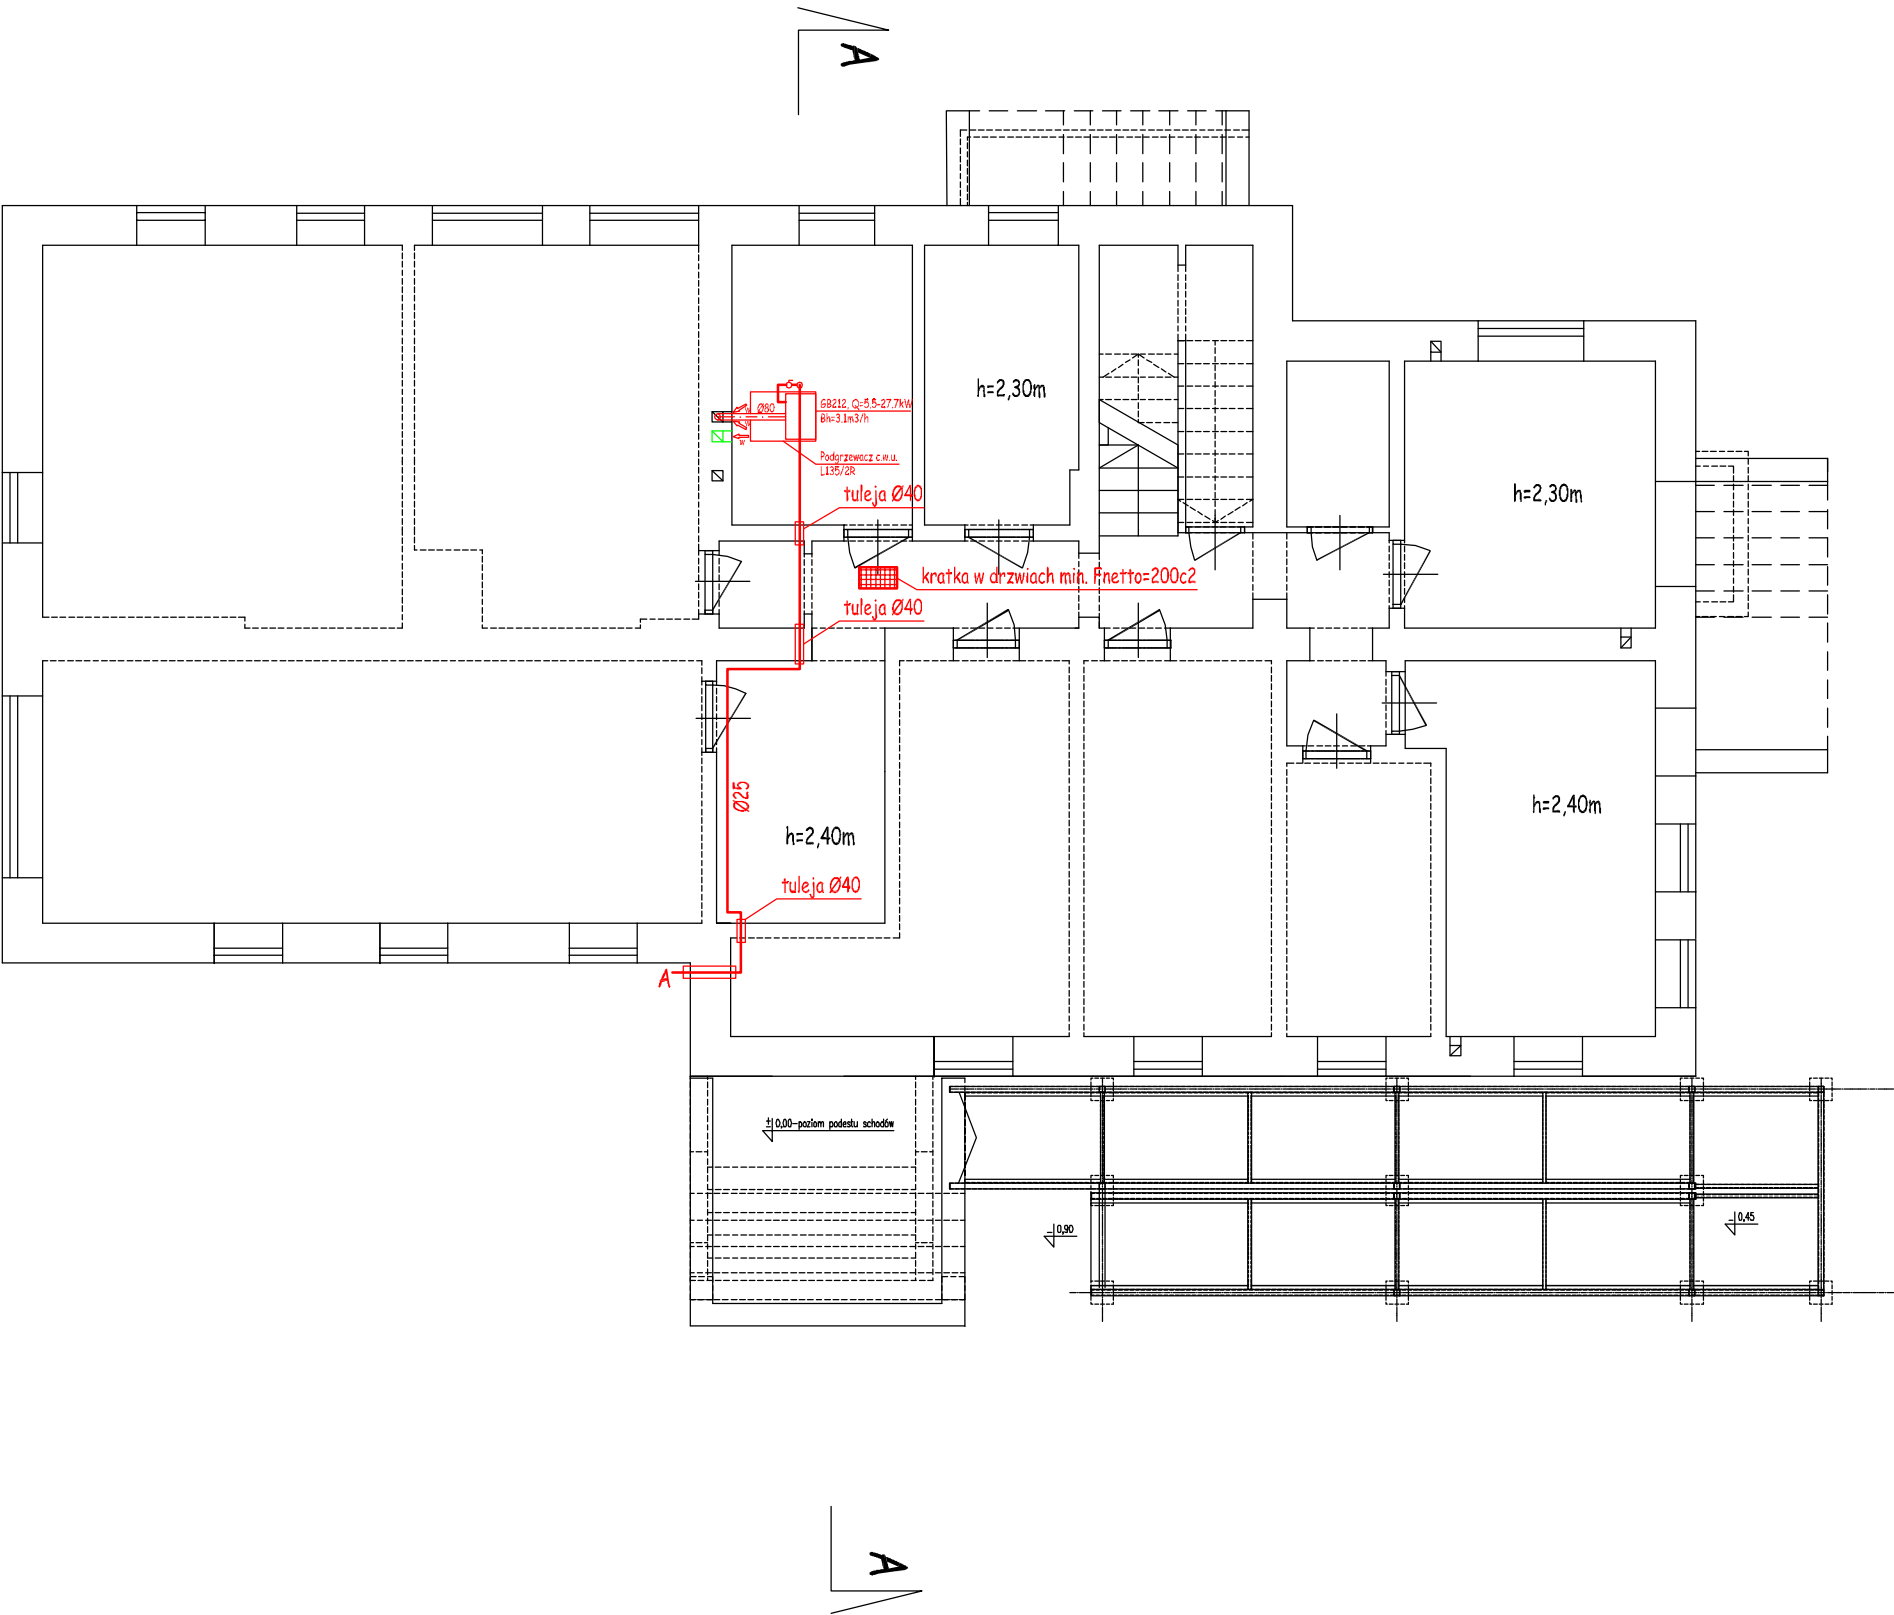 A
h=2,30m
Ø80
GB212, Q=5,5-27.7kW
Bh=3.1m3/h
w
w
w
Podgrzewacz c.w.u.
L135/2R
tuleja Ø40
h=2,30m
kratka w drzwiach min. Fnetto=200c2
tuleja Ø40
Ø25
h=2,40m
h=2,40m
tuleja Ø40
A
±0,00-poziom podestu schodów
-0,90
-0,45
A